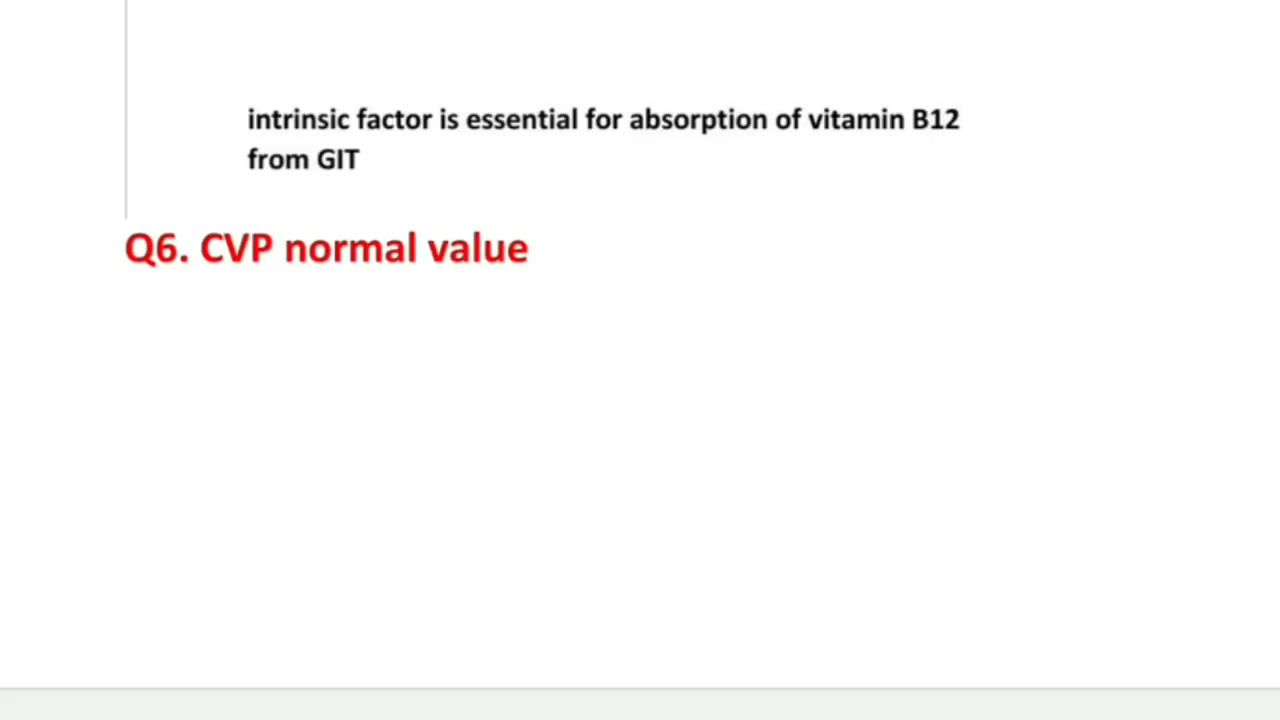 intrinsic factor is essential for absorption of vitamin B12
from GIT
Q6. CVP normal value